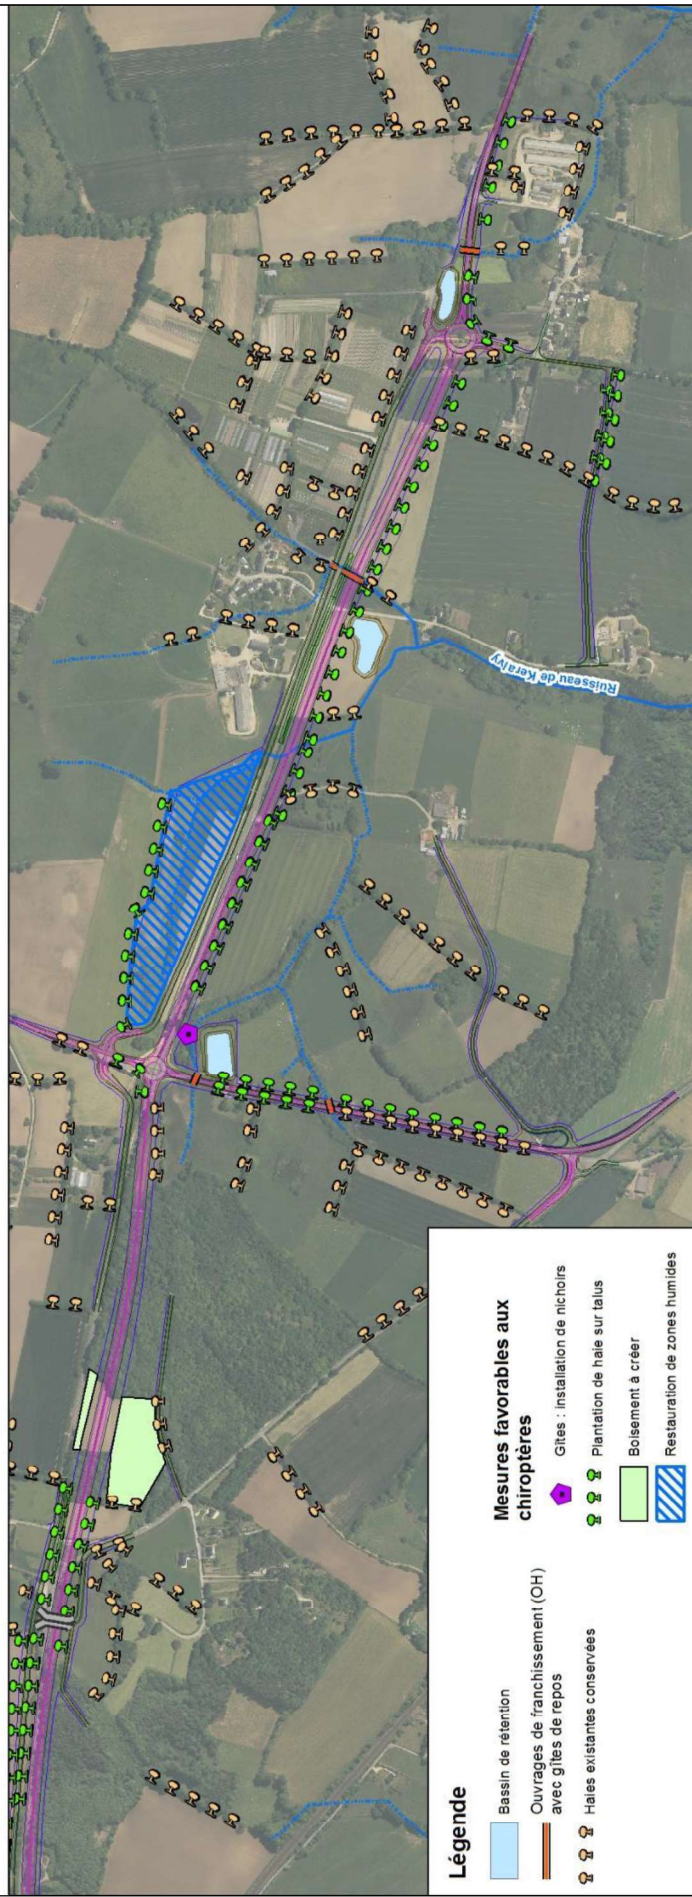 Ruisseau de Keralvy
Légende
Bassin de rétention
Ouvrages de franchissement (OH)
avec gîtes de repos
Haies existantes conservées
Mesures favorables aux
chiroptères
Gîtes : installation de nichoirs
Plantation de haie sur talus
Boisement à créer
Restauration de zones humides